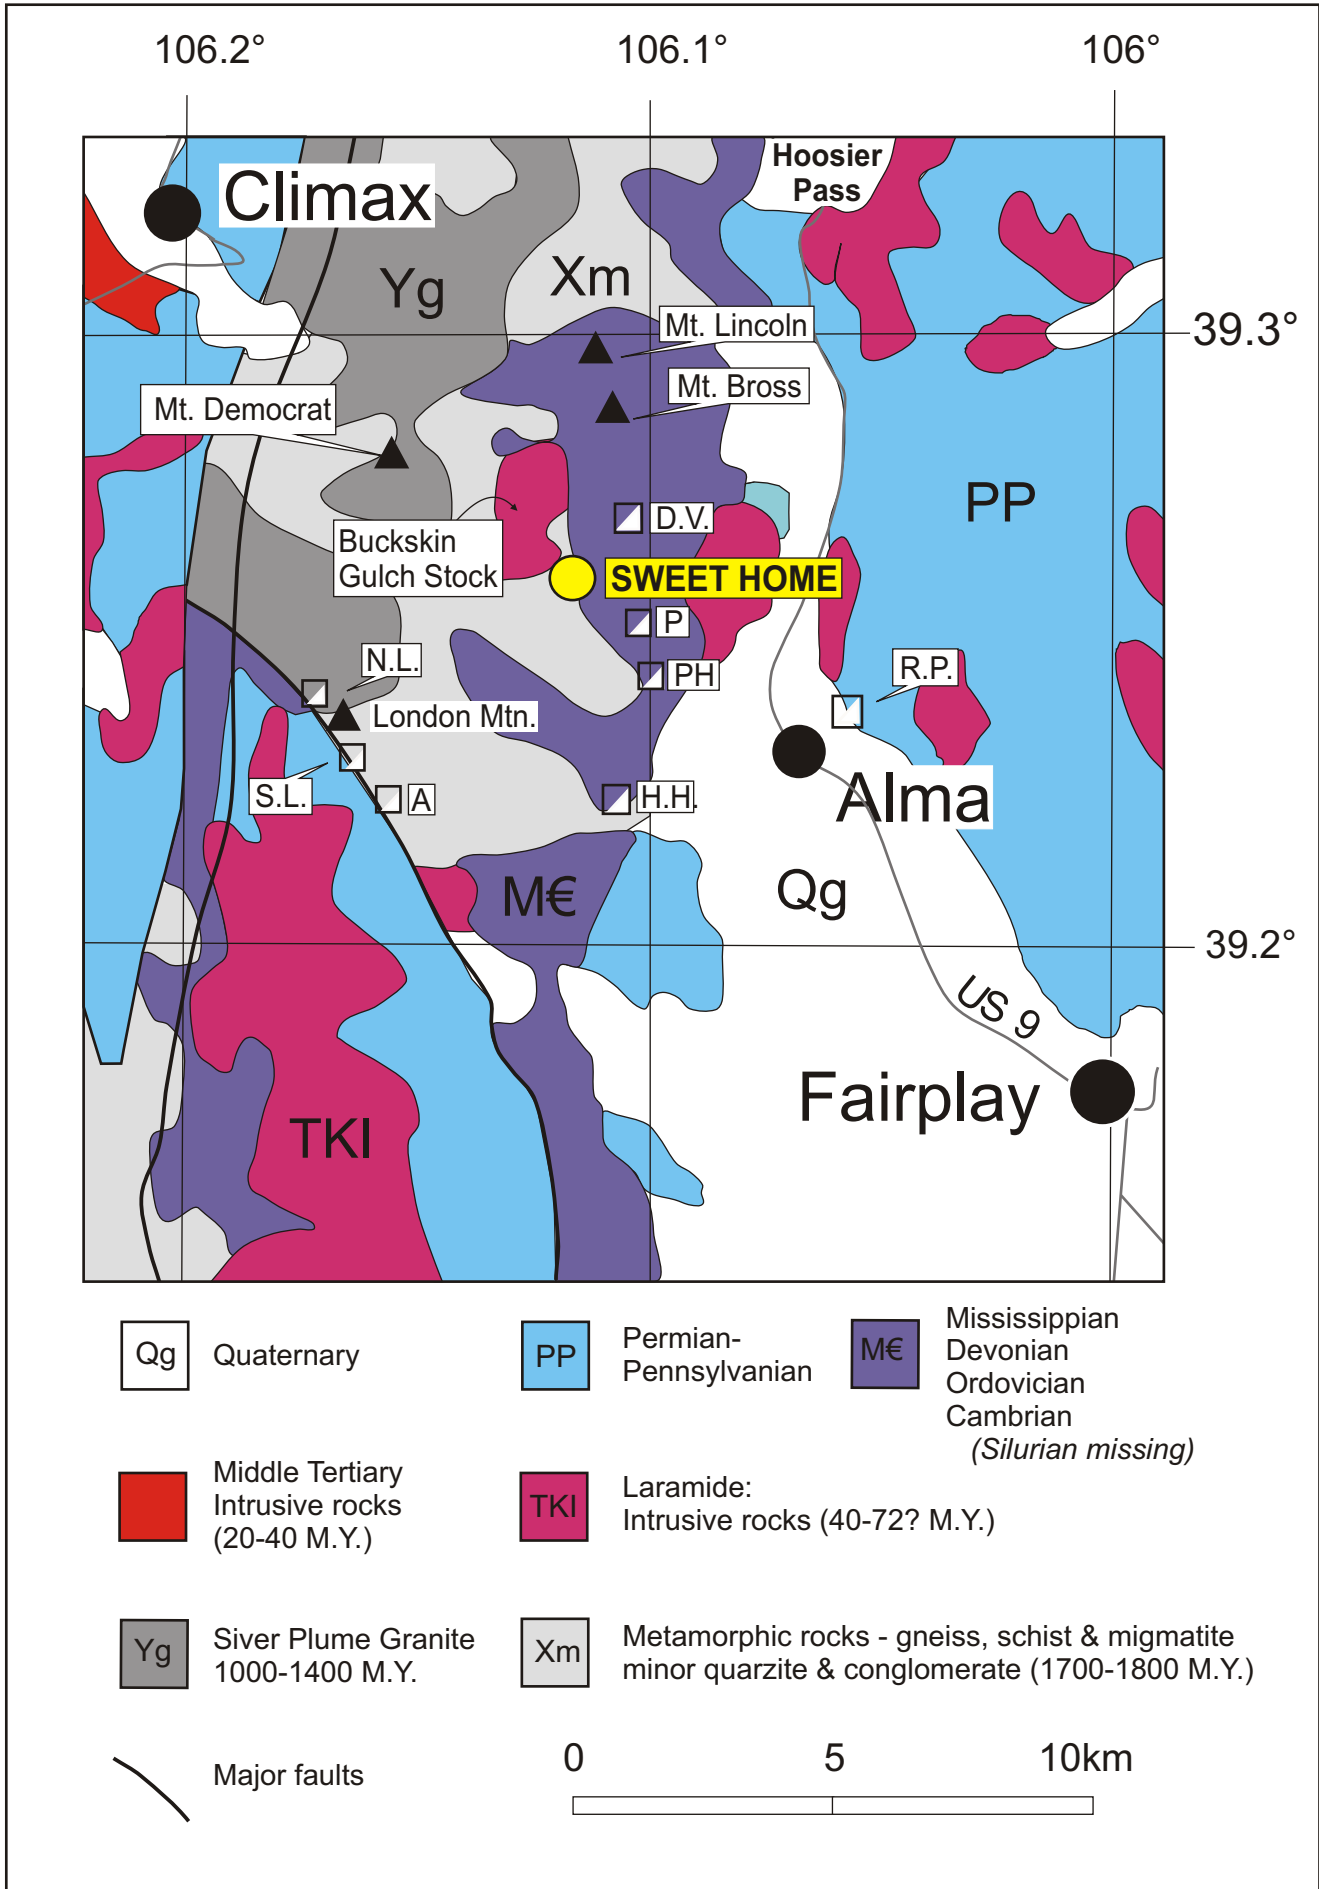 106.2°
106.1°
106°
Hoosier
Pass
Climax
Yg
Xm
Mt. Lincoln
39.3°
Mt. Bross
Mt. Democrat
PP
D.V.
Buckskin
Gulch Stock
SWEET HOME
P
N.L.
PH
R.P.
London Mtn.
S.L.
A
H.H.
Alma
M€
Qg
39.2°
US 9
Fairplay
TKI
Qg
Quaternary
PP
Permian-
Pennsylvanian
M€
Mississippian
Devonian
Ordovician
Cambrian
(Silurian missing)
Middle Tertiary
Intrusive rocks
(20-40 M.Y.)
TKI
Laramide:
Intrusive rocks (40-72? M.Y.)
Yg
Siver Plume Granite
1000-1400 M.Y.
Xm
Metamorphic rocks - gneiss, schist & migmatite
minor quarzite & conglomerate (1700-1800 M.Y.)
Major faults
0
5
10km